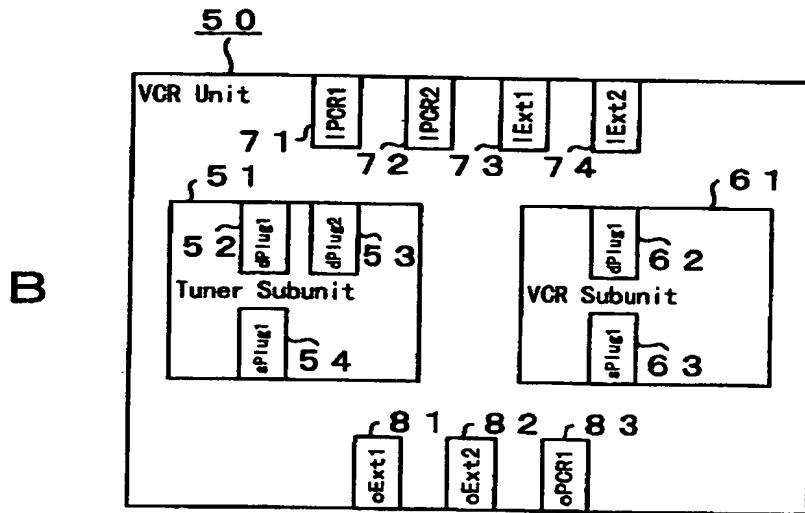 50
VCR Unit
IPCR1
IPCR2
IExt1
IExt2
71
72
73
74
51
61
52
dPlug1
dPlug2
53
dPlug1
62
B
Tuner Subunit
VCR Subunit
sPlug1
54
sPlug1
63
81
82
83
oExt1
oExt2
oPCR1